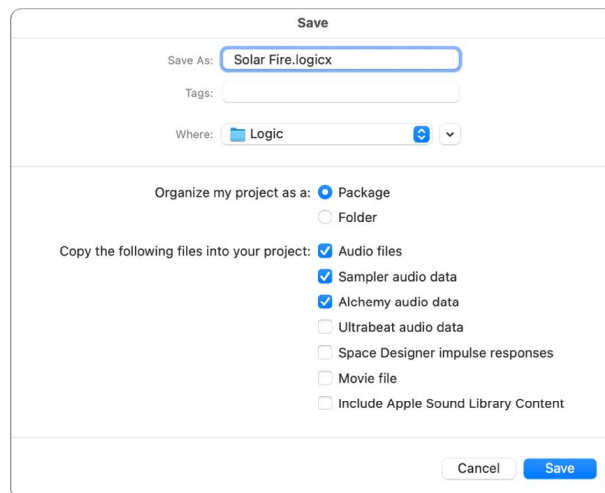 Save
Save As: Solar Fire.logicx
Tags:
Where: Logic
Organize my project as a: Package
Folder
Copy the following files into your project: Audio files
Sampler audio data
Alchemy audio data
Ultrabeat audio data
Space Designer impulse responses
Movie file
Include Apple Sound Library Content
Cancel Save